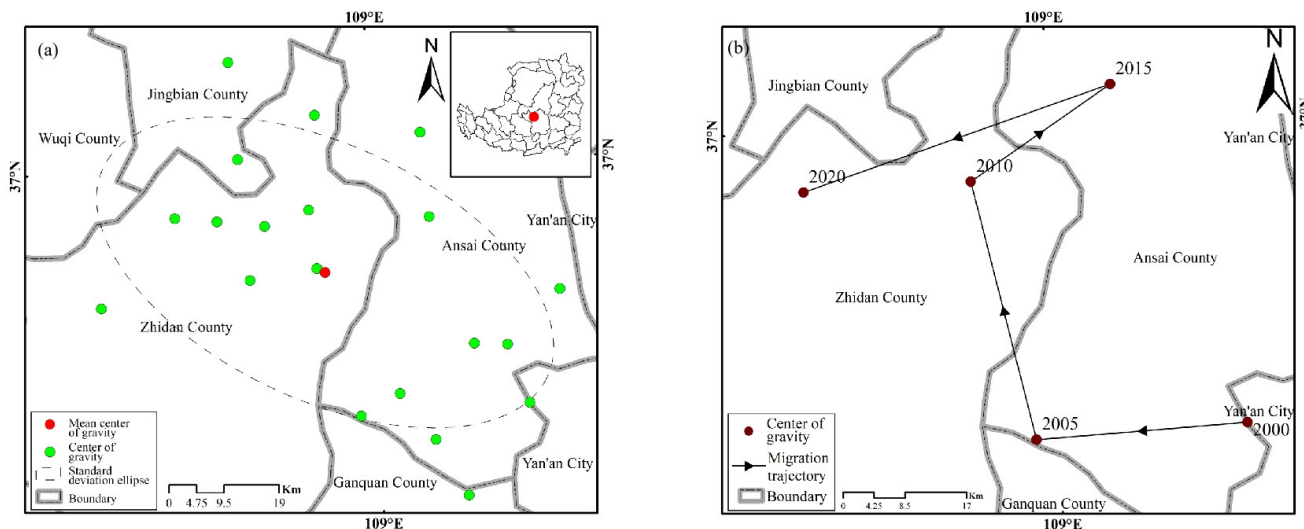 109°E
(a)
N
Jingbian County
Wuqi County
37°N
37°N
Yan'an City
Ansai County
Zhidan County
Mean center
of gravity
Center of
gravity
Standard
deviation ellipse
Boundary
0 4.75 9.5 19
Km
Ganquan County
Yan'an City
109°E
109°E
(b)
N
2015
Jingbian County
37°N
37°N
Yan'an City
2010
2020
Ansai County
Zhidan County
2005
Yan'an City
2000
Center of
gravity
Migration
trajectory
Boundary
0 4.25 8.5 17
Km
Ganquan County
109°E